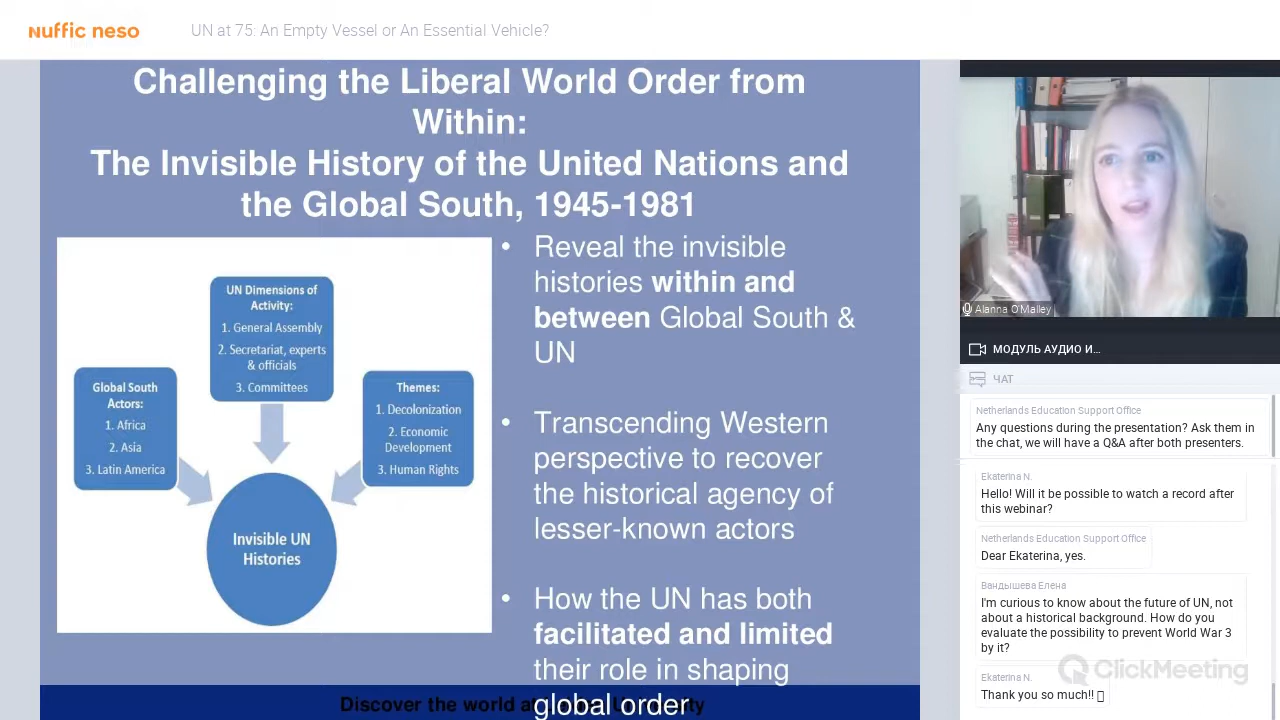 nuffic neso
UN at 75: An Empty Vessel or An Essential Vehicle?
Challenging the Liberal World Order from
Within:
The Invisible History of the United Nations and
the Global South, 1945-1981
UN Dimensions of
Activity:
1. General Assembly
2. Secretariat, experts
& officials
3. Committees
Global South
Actors:
1. Africa
2. Asia
3. Latin America
Themes:
1. Decolonization
2. Economic
Development
3. Human Rights
Invisible UN
Histories
• Reveal the invisible
histories within and
between Global South &
UN
• Transcending Western
perspective to recover
the historical agency of
lesser-known actors
• How the UN has both
facilitated and limited
their role in shaping
global order
Discover the world at
Alanna O'Malley
МОДУЛЬ АУДИО И...
ЧАТ
Netherlands Education Support Office
Any questions during the presentation? Ask them in
the chat, we will have a Q&A after both presenters.
Ekaterina N.
Hello! Will it be possible to watch a record after
this webinar?
Netherlands Education Support Office
Dear Ekaterina, yes.
Вандышева Елена
I'm curious to know about the future of UN, not
about a historical background. How do you
evaluate the possibility to prevent World War 3
by it?
Ekaterina N.
Thank you so much!!
ClickMeeting